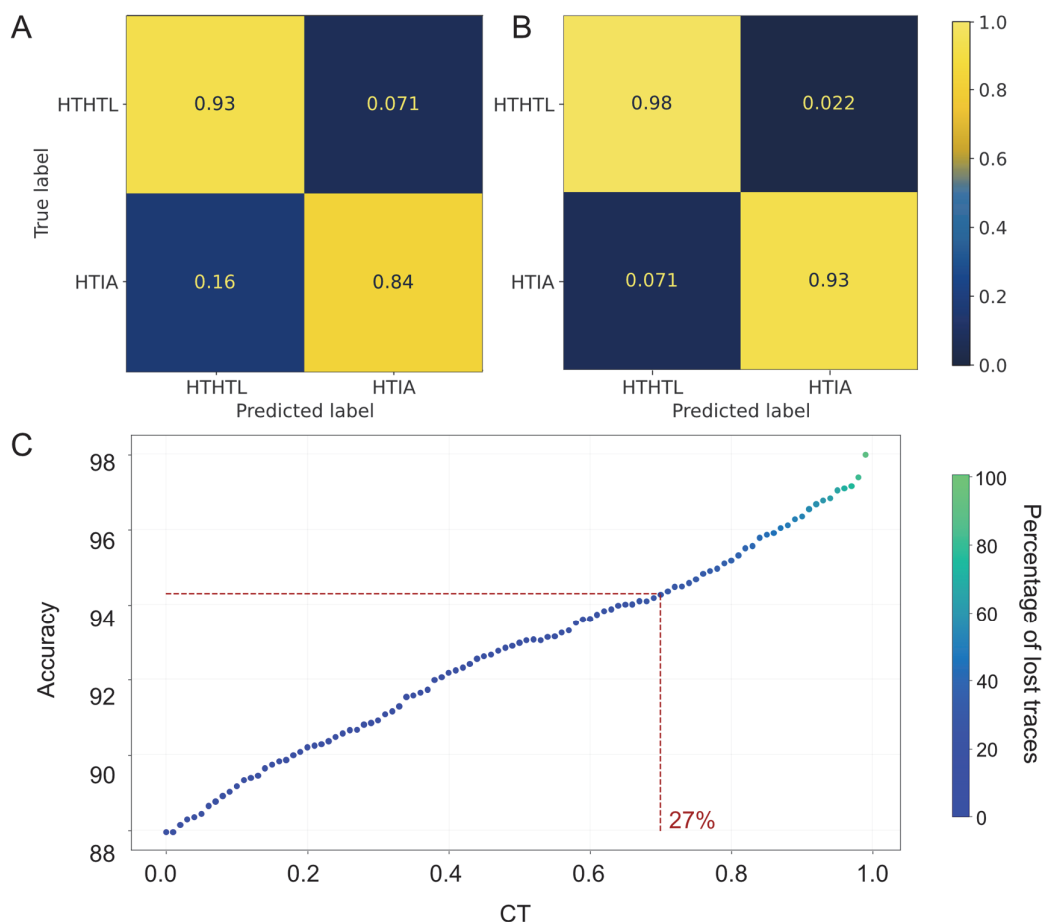 A
B
HTHTL
0.93
0.071
HTIA
0.16
0.84
True label
HTHTL
HTIA
Predicted label
HTHTL
0.98
0.022
HTIA
0.071
0.93
HTHTL
HTIA
Predicted label
1.0
0.8
0.6
0.4
0.2
0.0
C
98
96
94
92
90
88
Accuracy
27%
0.0
0.2
0.4
0.6
0.8
1.0
CT
100
80
60
40
20
0
Percentage of lost traces